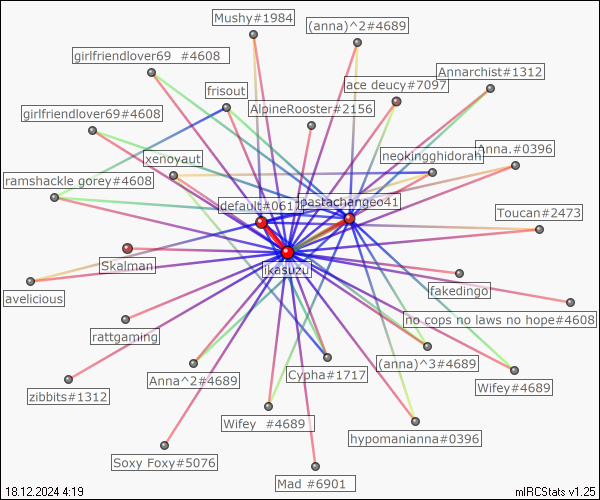 Mushy#1984
(anna)^2#4689
girlfriendlover69 #4608
ace deucy#7097
Annarchist#1312
frisout
AlpineRooster#2156
girlfriendlover69#4608
xenoyaut
neokingghidorah
Anna.#0396
ramshackle gorey#4608
default#061
pastachangeo41
Toucan#2473
Skalman
ikasuzu
fakedingo
avelicious
no cops no laws no hope#4608
rattgaming
(anna)^3#4689
Anna^2#4689
Cypha#1717
Wifey#4689
zibbits#1312
Wifey #4689
hypomanianna#0396
Soxy Foxy#5076
Mad #6901
18.12.2024 4:19
mIRCStats v1.25